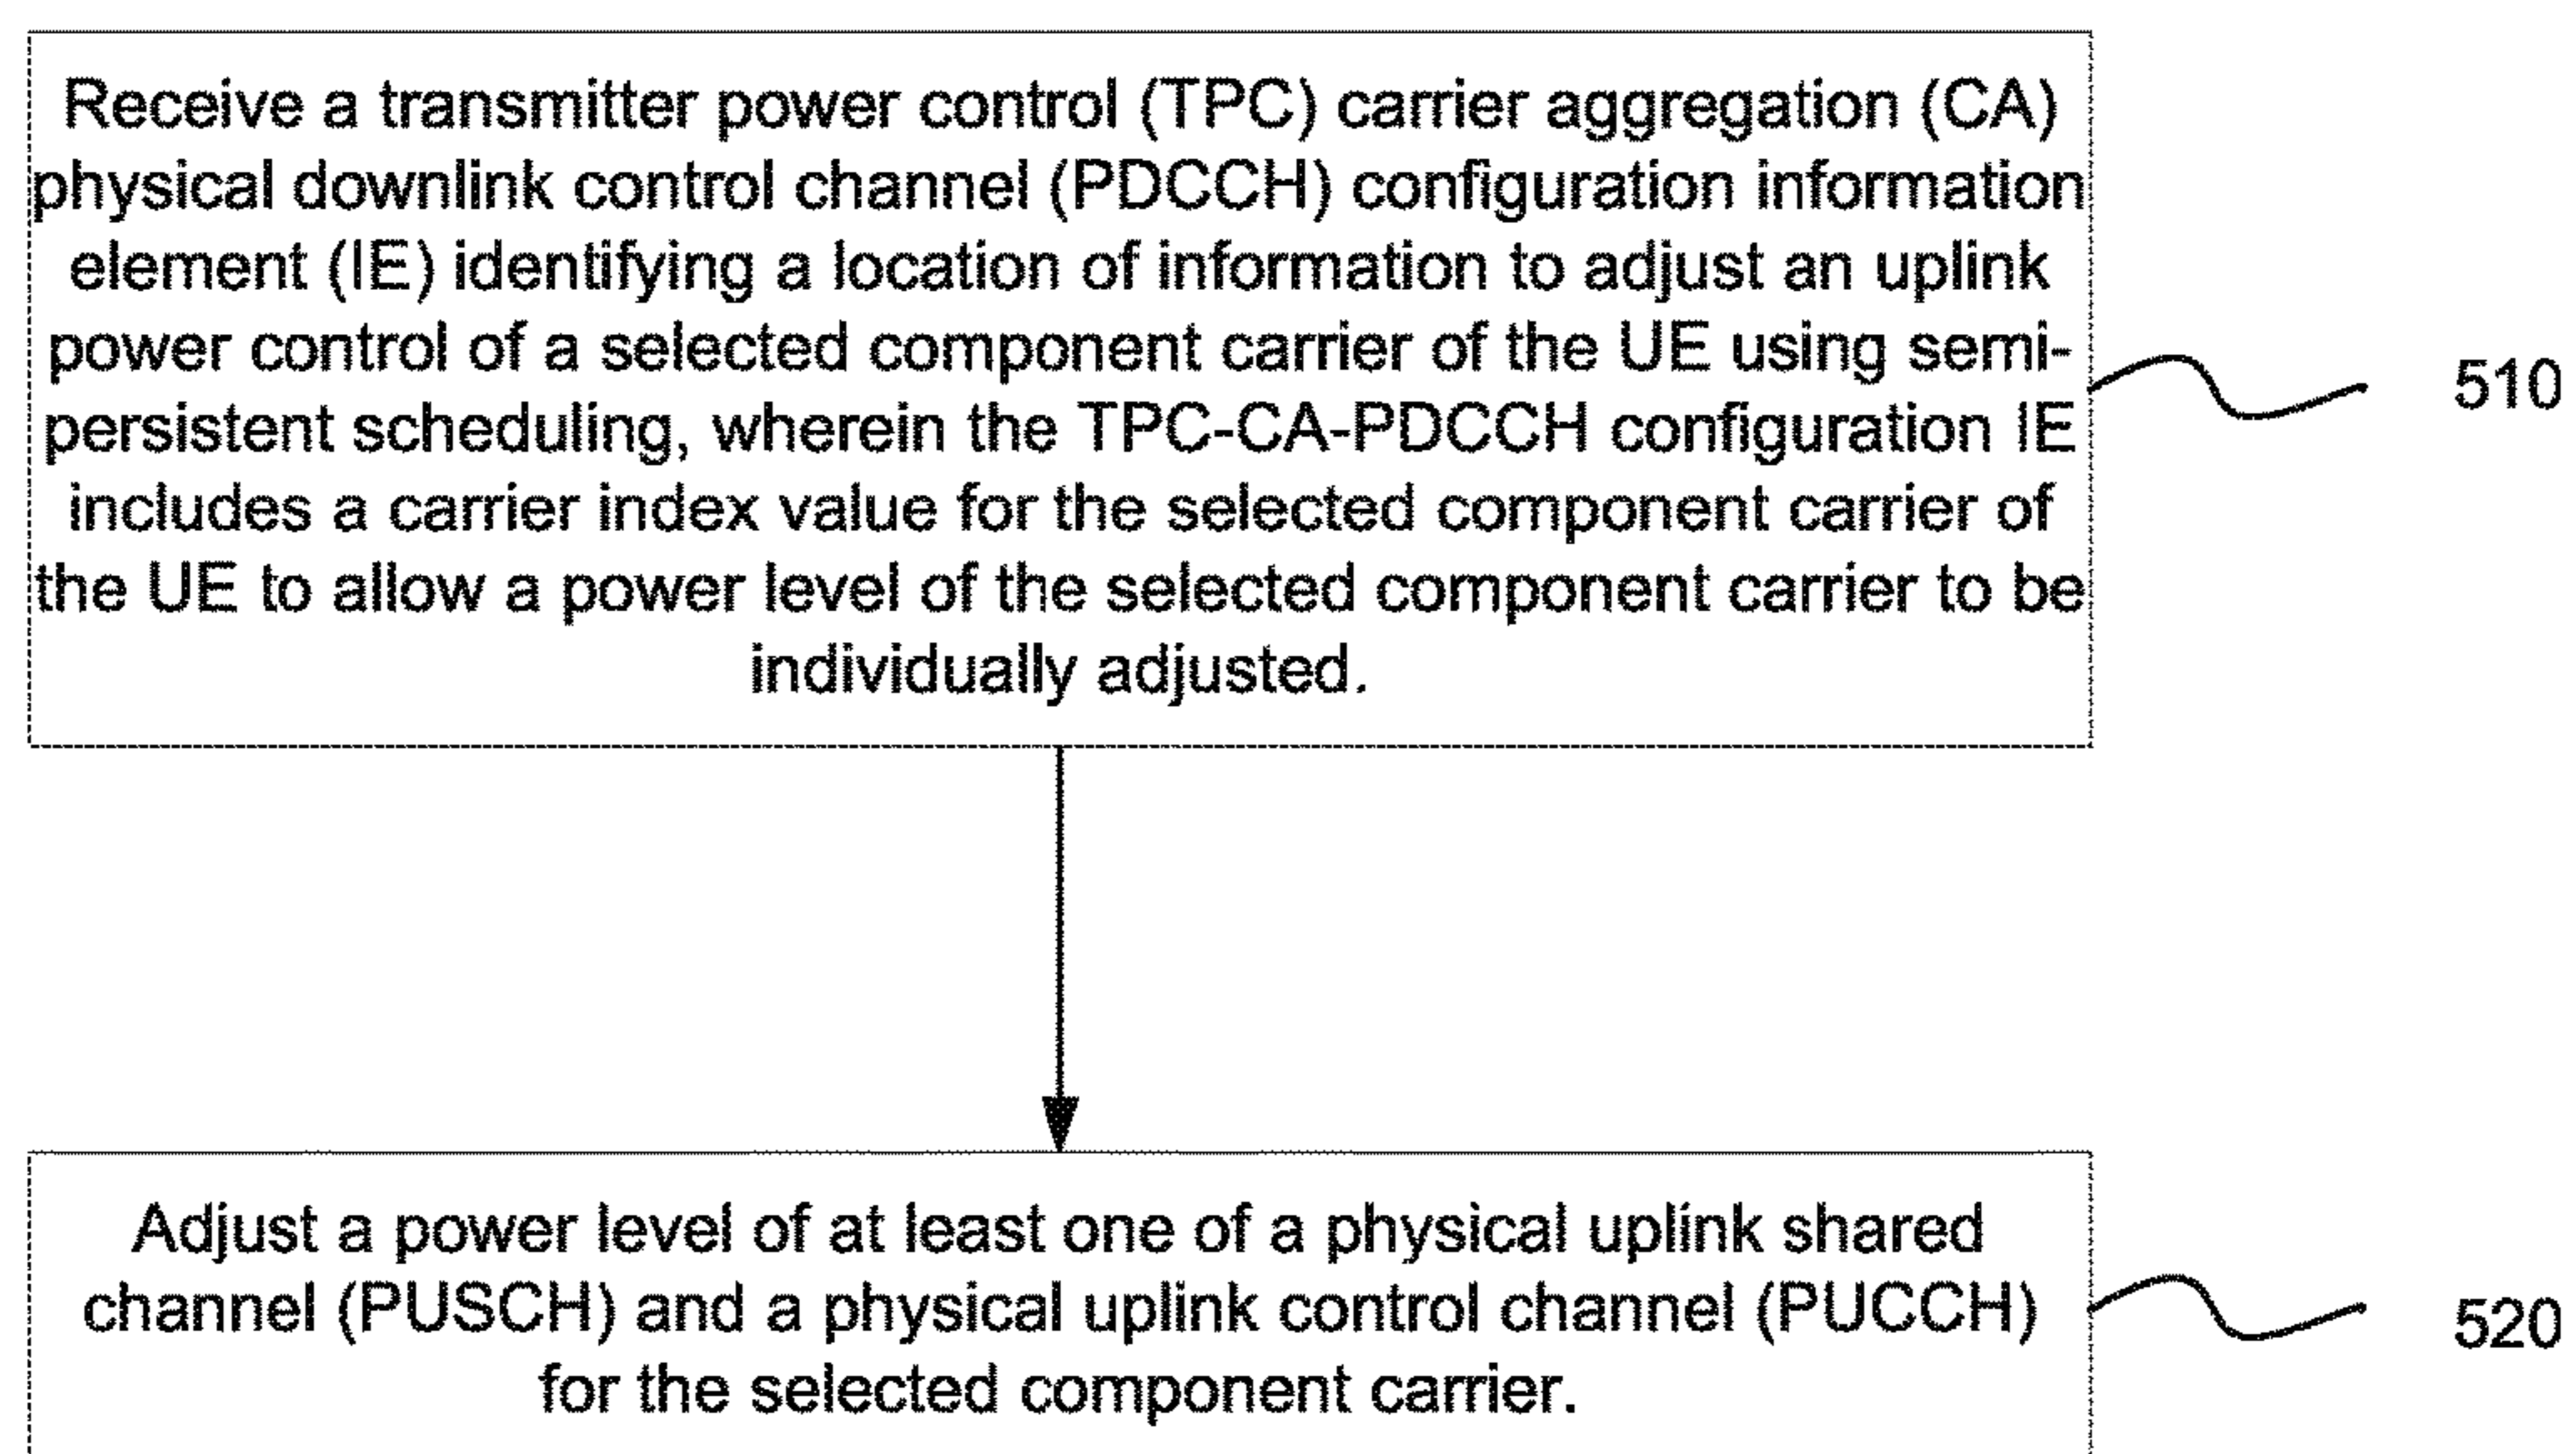 Receive a transmitter power control (TPC) carrier aggregation (CA)
physical downlink control channel (PDCCH) configuration information
element (IE) identifying a location of information to adjust an uplink
power control of a selected component carrier of the UE using semi-
persistent scheduling, wherein the TPC-CA-PDCCH configuration IE
includes a carrier index value for the selected component carrier of
the UE to allow a power level of the selected component carrier to be
individually adjusted.
510
Adjust a power level of at least one of a physical uplink shared
channel (PUSCH) and a physical uplink control channel (PUCCH)
for the selected component carrier.
520